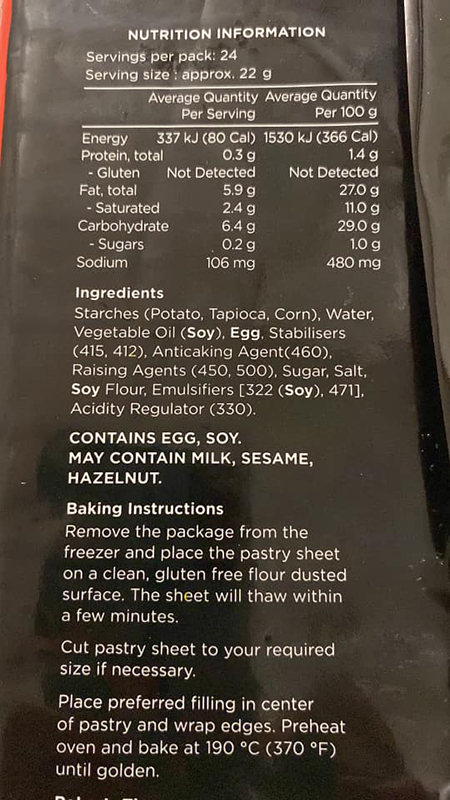 NUTRITION INFORMATION
Servings per pack: 24
Serving size : approx. 22 g
Average Quantity Average Quantity
Per Serving Per 100 g
Energy 337 kJ (80 Cal) 1530 kJ (366 Cal)
Protein, total 0.3 g 1.4 g
- Gluten Not Detected Not Detected
Fat, total 5.9 g 27.0 g
- Saturated 2.4 g 11.0 g
Carbohydrate 6.4 g 29.0 g
- Sugars 0.2 g 1.0 g
Sodium 106 mg 480 mg
Ingredients
Starches (Potato, Tapioca, Corn), Water,
Vegetable Oil (Soy), Egg, Stabilisers
(415, 412), Anticaking Agent(460),
Raising Agents (450, 500), Sugar, Salt,
Soy Flour, Emulsifiers [322 (Soy), 471],
Acidity Regulator (330).
CONTAINS EGG, SOY.
MAY CONTAIN MILK, SESAME,
HAZELNUT.
Baking Instructions
Remove the package from the
freezer and place the pastry sheet
on a clean, gluten free flour dusted
surface. The sheet will thaw within
a few minutes.
Cut pastry sheet to your required
size if necessary.
Place preferred filling in center
of pastry and wrap edges. Preheat
oven and bake at 190 °C (370 °F)
until golden.